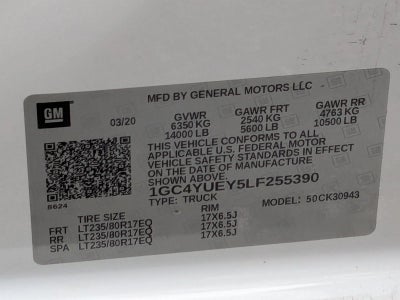 GM
MFD BY GENERAL MOTORS LLC
03/20 GVWR GAWR FRT GAWR RR
6350 KG 2540 KG 4763 KG
14000 LB 5600 LB 10500 LB
THIS VEHICLE CONFORMS TO ALL
APPLICABLE U.S. FEDERAL MOTOR
VEHICLE SAFETY STANDARDS IN EFFECT
ON THE DATE OF MANUFACTURE
1GC4YUEY5LF255390
8624 TYPE: TRUCK MODEL: 50CK30943
TIRE SIZE RIM
FRT LT235/80R17EQ 17X6.5J
RR LT235/80R17EQ 17X6.5J
SPA LT235/80R17EQ 17X6.5J